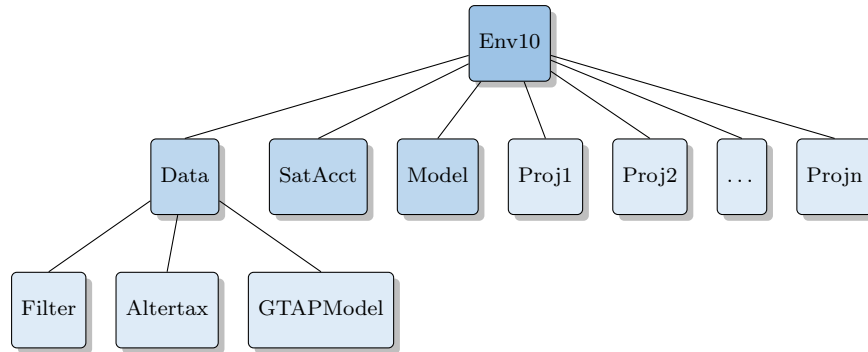 Env10
Data SatAcct Model Proj1 Proj2 ... Projn
Filter Altertax GTAPModel